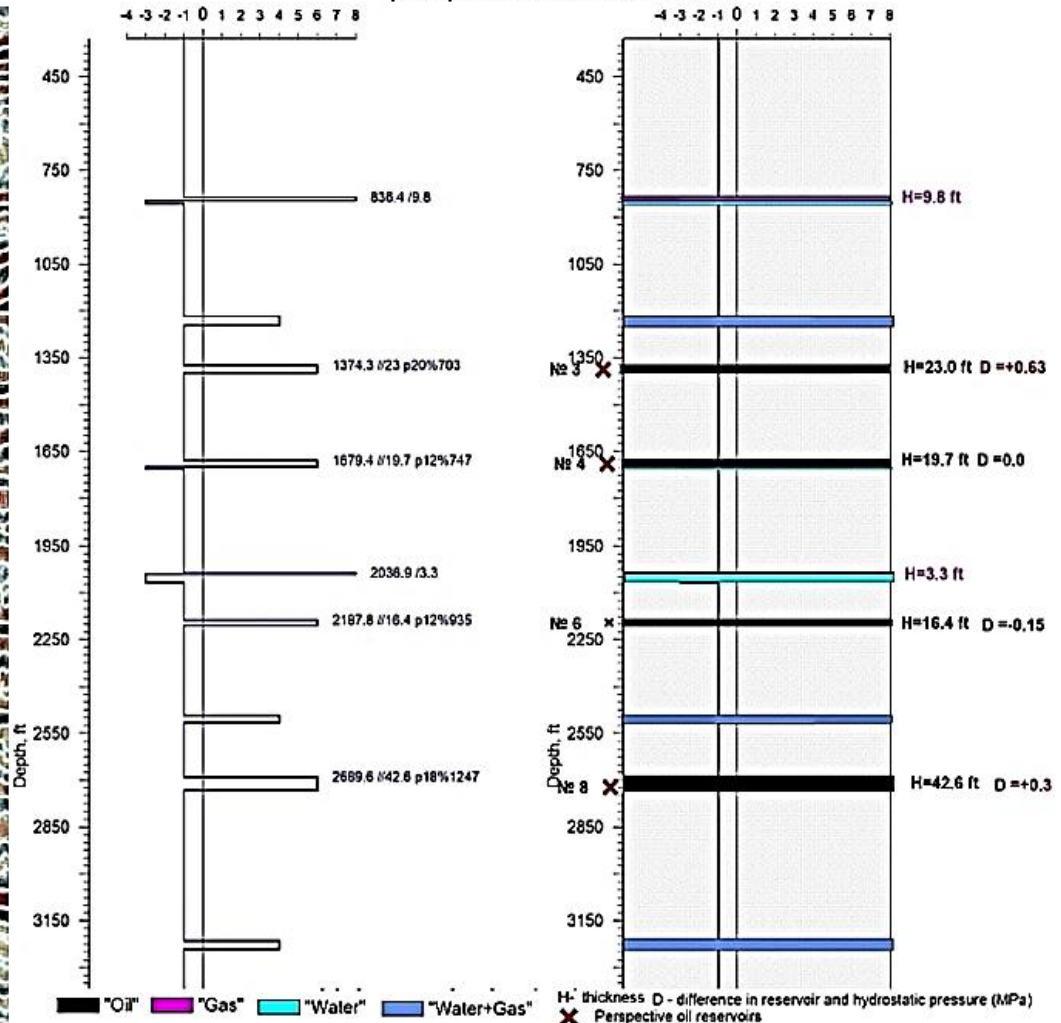 -4 -3 -2 -1 0 1 2 3 4 5 6 7 8
450
750
1050
1350
1650
1950
2250
2550
2850
3150
Depth, ft
836.4 /9.8
1374.3 //23 p20%703
1679.4 //19.7 p12%747
2036.9 /3.3
2187.8 //16.4 p12%935
2689.6 //42.6 p18%1247
-4 -3 -2 -1 0 1 2 3 4 5 6 7 8
450
750
1050
1350
1650
1950
2250
2550
2850
3150
Depth, ft
№ 3
№ 4
№ 6
№ 8
H=9.8 ft
H=23.0 ft D =+0.63
H=19.7 ft D =0.0
H=3.3 ft
H=16.4 ft D =-0,15
H=42.6 ft D =+0.3
"Oil" "Gas" "Water" "Water+Gas"
H- thickness D - difference in reservoir and hydrostatic pressure (MPa)
Perspective oil reservoirs